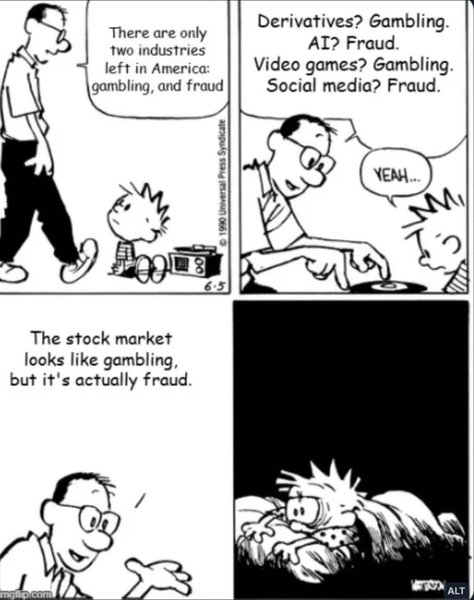 There are only
two industries
left in America:
gambling, and fraud
© 1990 Universal Press Syndicate
6-5
Derivatives? Gambling.
AI? Fraud.
Video games? Gambling.
Social media? Fraud.
YEAH...
The stock market
looks like gambling,
but it's actually fraud.
imgflip.com
WATTERSON
ALT